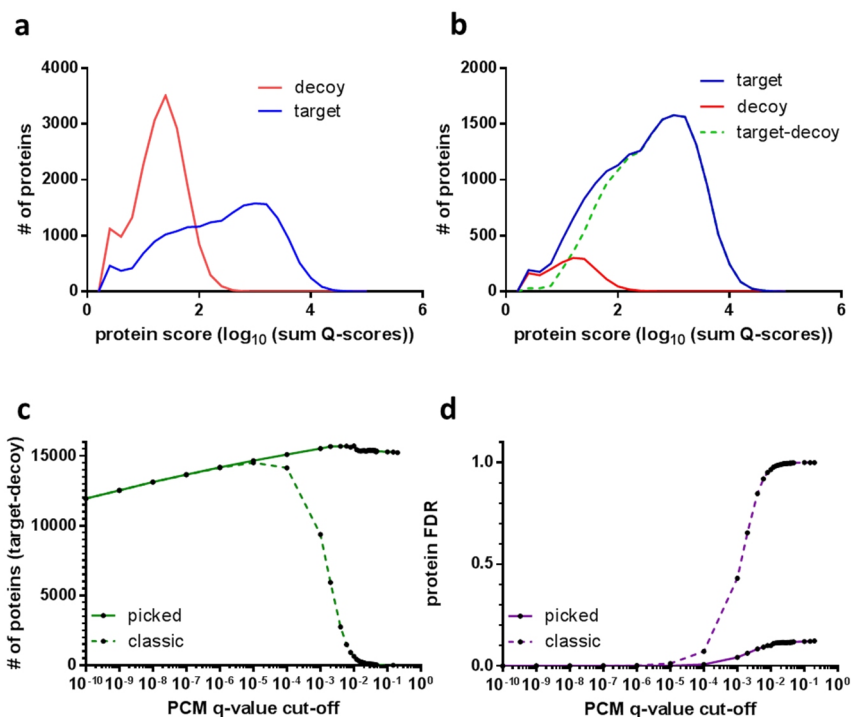 a
# of proteins
4000
3000
2000
1000
0
0
2
4
6
protein score (log10 (sum Q-scores))
decoy
target
b
# of proteins
2000
1500
1000
500
0
0
2
4
6
protein score (log10 (sum Q-scores))
target
decoy
target-decoy
c
# of poteins (target-decoy)
15000
10000
5000
0
picked
classic
10-10 10-9 10-8 10-7 10-6 10-5 10-4 10-3 10-2 10-1 100
PCM q-value cut-off
d
protein FDR
1.0
0.5
0.0
picked
classic
10-10 10-9 10-8 10-7 10-6 10-5 10-4 10-3 10-2 10-1 100
PCM q-value cut-off